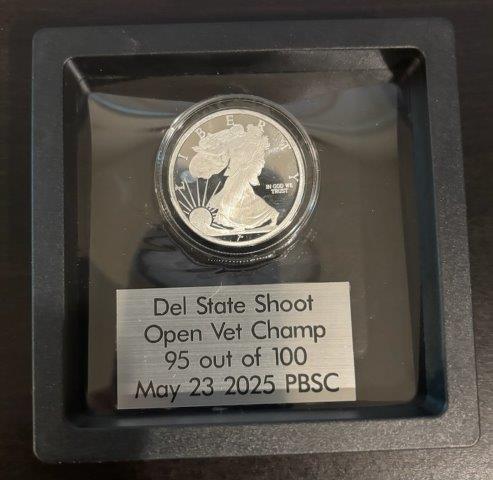 LIBERTY
IN GOD WE
TRUST
Del State Shoot
Open Vet Champ
95 out of 100
May 23 2025 PBSC